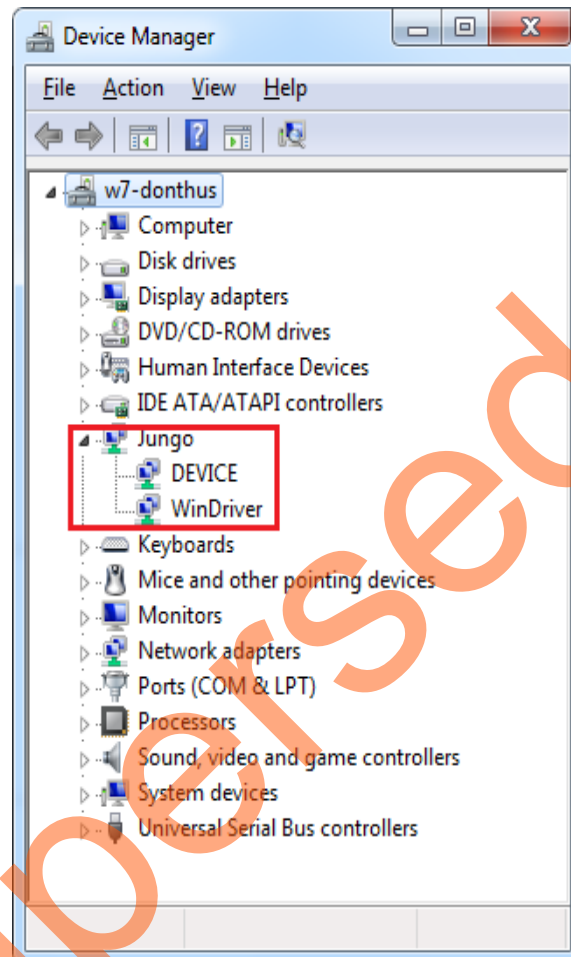 Device Manager
File Action View Help
w7-donthus
Computer
Disk drives
Display adapters
DVD/CD-ROM drives
Human Interface Devices
IDE ATA/ATAPI controllers
Jungo
DEVICE
WinDriver
Keyboards
Mice and other pointing devices
Monitors
Network adapters
Ports (COM & LPT)
Processors
Sound, video and game controllers
System devices
Universal Serial Bus controllers
persed